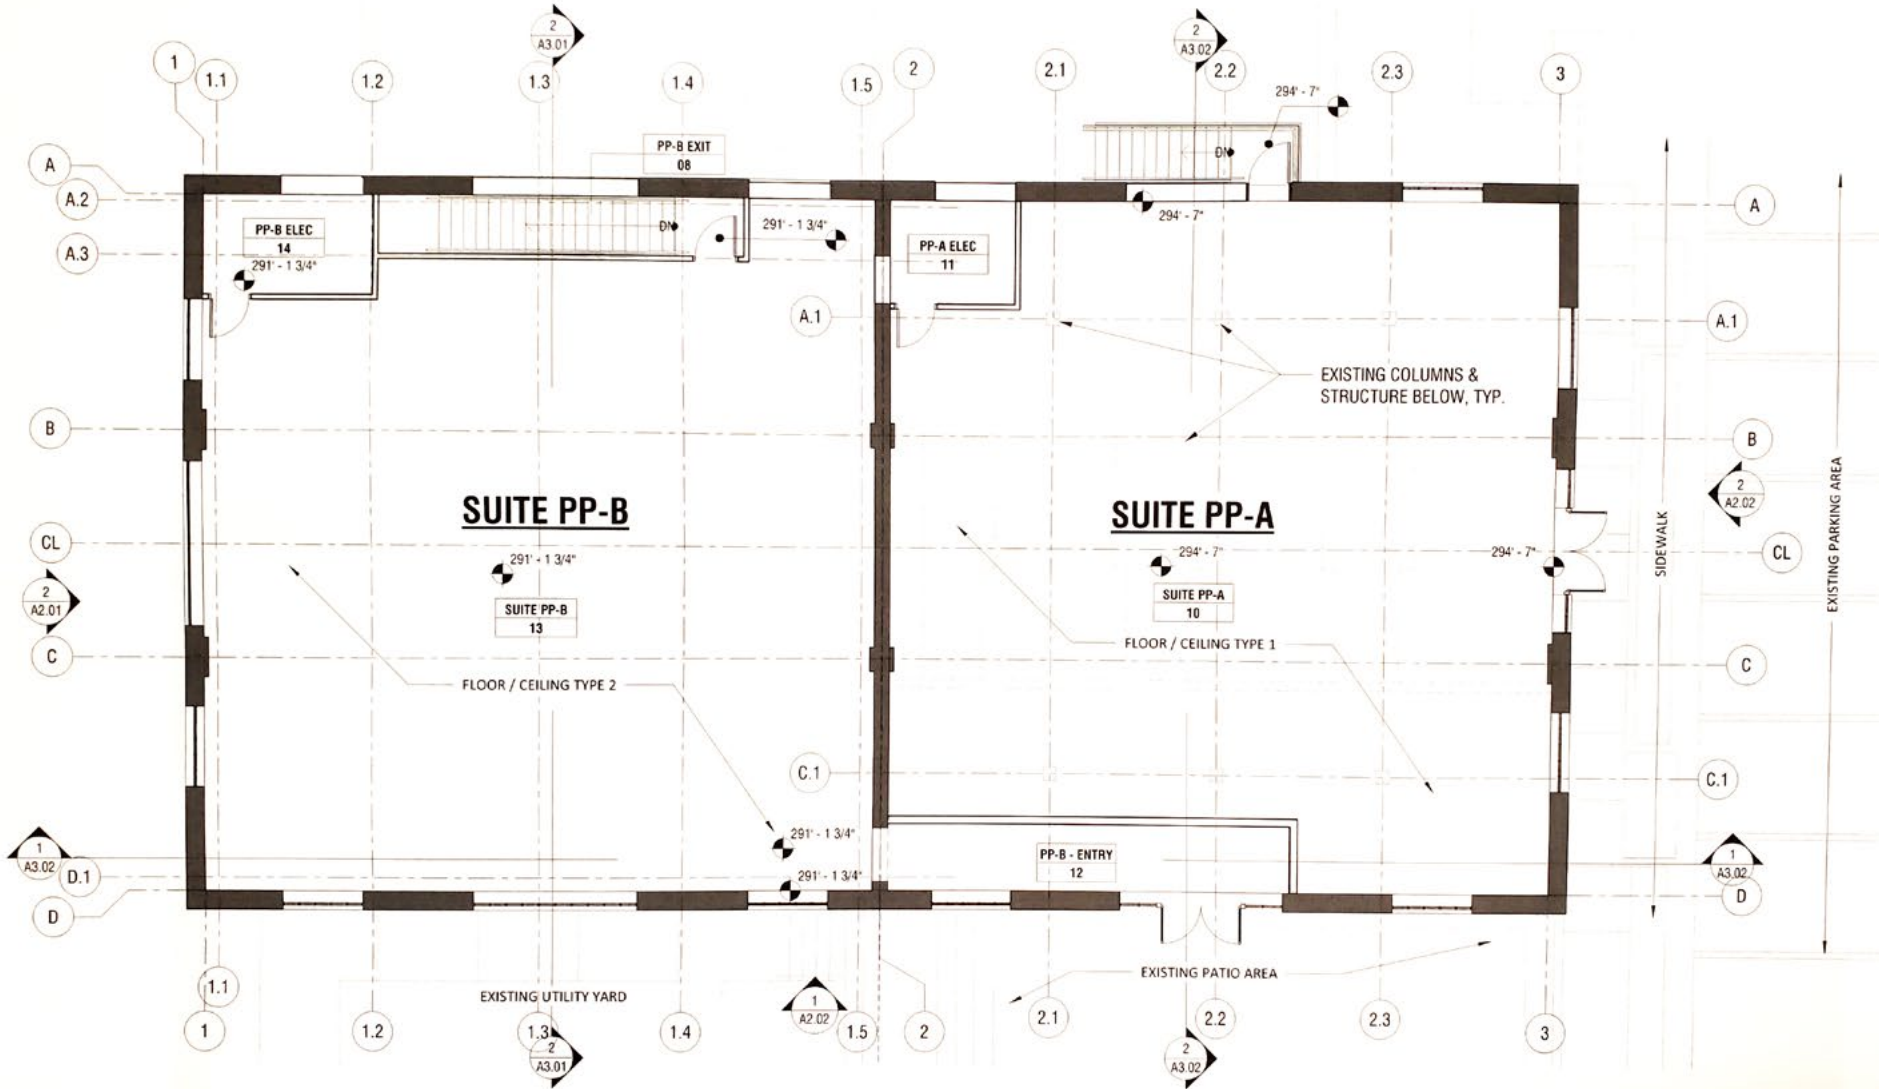 2
A3.01
2
A3.02
1
1.1
1.2
1.3
1.4
1.5
2
2.1
2.2
2.3
3
294' - 7"
PP-B EXIT
08
DN
A
A.2
A.3
PP-B ELEC
14
291' - 1 3/4"
DN
291' - 1 3/4"
PP-A ELEC
11
294' - 7"
A
A.1
A.1
EXISTING COLUMNS &
STRUCTURE BELOW, TYP.
B
B
SUITE PP-B
SUITE PP-A
2
A2.02
SIDEWALK
EXISTING PARKING AREA
CL
291' - 1 3/4"
294' - 7"
294' - 7"
CL
2
A2.01
SUITE PP-B
13
SUITE PP-A
10
C
FLOOR / CEILING TYPE 1
C
FLOOR / CEILING TYPE 2
C.1
C.1
291' - 1 3/4"
1
A3.02
D.1
291' - 1 3/4"
PP-B - ENTRY
12
1
A3.02
D
D
EXISTING PATIO AREA
1.1
EXISTING UTILITY YARD
1
A2.02
1
1.2
1.3
1.4
1.5
2
2.1
2.2
2.3
3
2
A3.01
2
A3.02